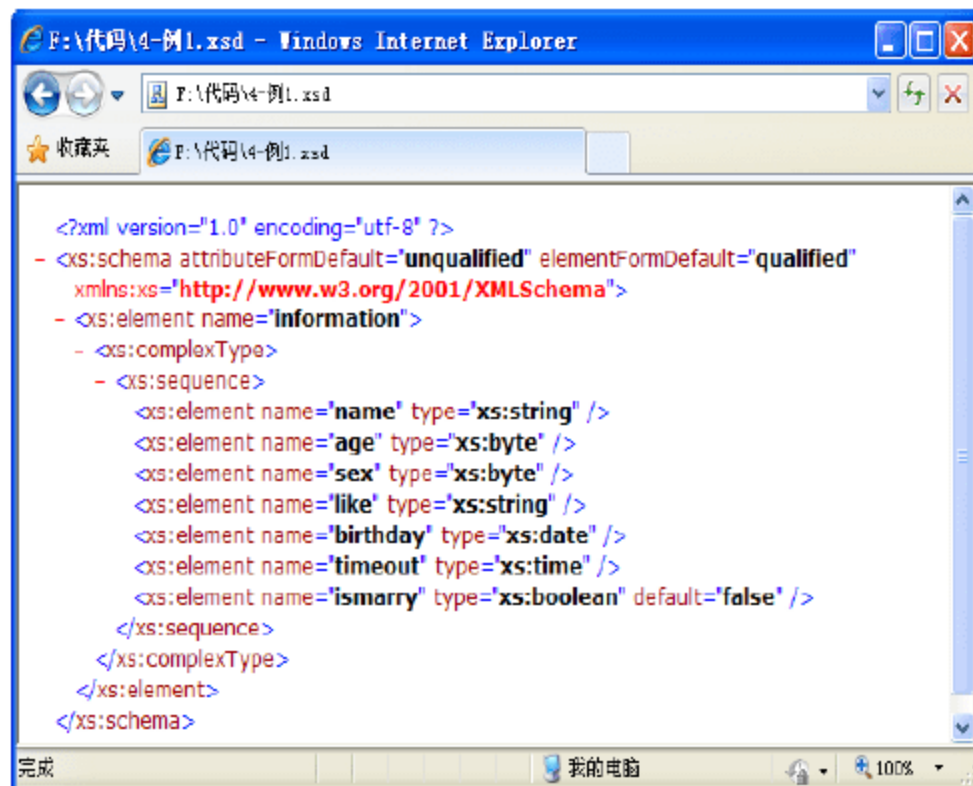 F:\代码\4-例1.xsd - Windows Internet Explorer
F:\代码\4-例1.xsd
收藏夹
F:\代码\4-例1.xsd
<?xml version="1.0" encoding="utf-8" ?>
- <xs:schema attributeFormDefault="unqualified" elementFormDefault="qualified"
xmlns:xs="http://www.w3.org/2001/XMLSchema">
- <xs:element name="information">
- <xs:complexType>
- <xs:sequence>
<xs:element name="name" type="xs:string" />
<xs:element name="age" type="xs:byte" />
<xs:element name="sex" type="xs:byte" />
<xs:element name="like" type="xs:string" />
<xs:element name="birthday" type="xs:date" />
<xs:element name="timeout" type="xs:time" />
<xs:element name="ismarry" type="xs:boolean" default="false" />
</xs:sequence>
</xs:complexType>
</xs:element>
</xs:schema>
完成 我的电脑 100%